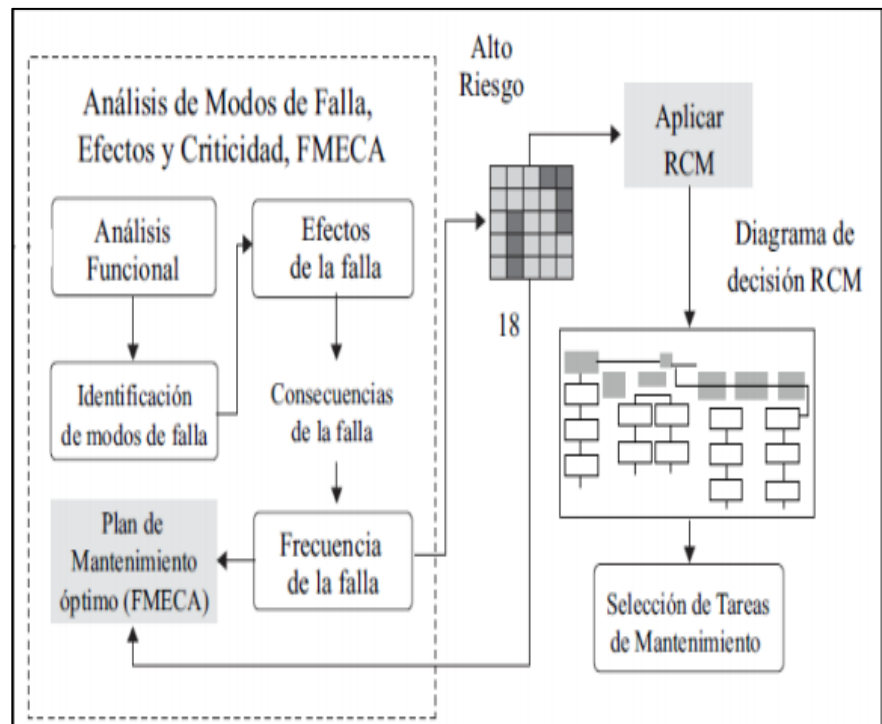 Análisis de Modos de Falla,
Efectos y Criticidad, FMECA
Análisis
Funcional
Efectos
de la falla
Identificación
de modos de falla
Consecuencias
de la falla
Plan de
Mantenimiento
óptimo (FMECA)
Frecuencia
de la falla
Alto
Riesgo
18
Aplicar
RCM
Diagrama de
decisión RCM
Selección de Tareas
de Mantenimiento